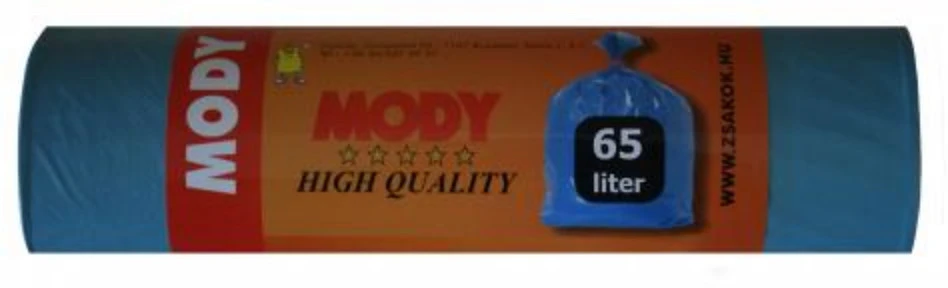 MODY
MODY
HIGH QUALITY
65
liter
WWW.ZSAKOK.HU